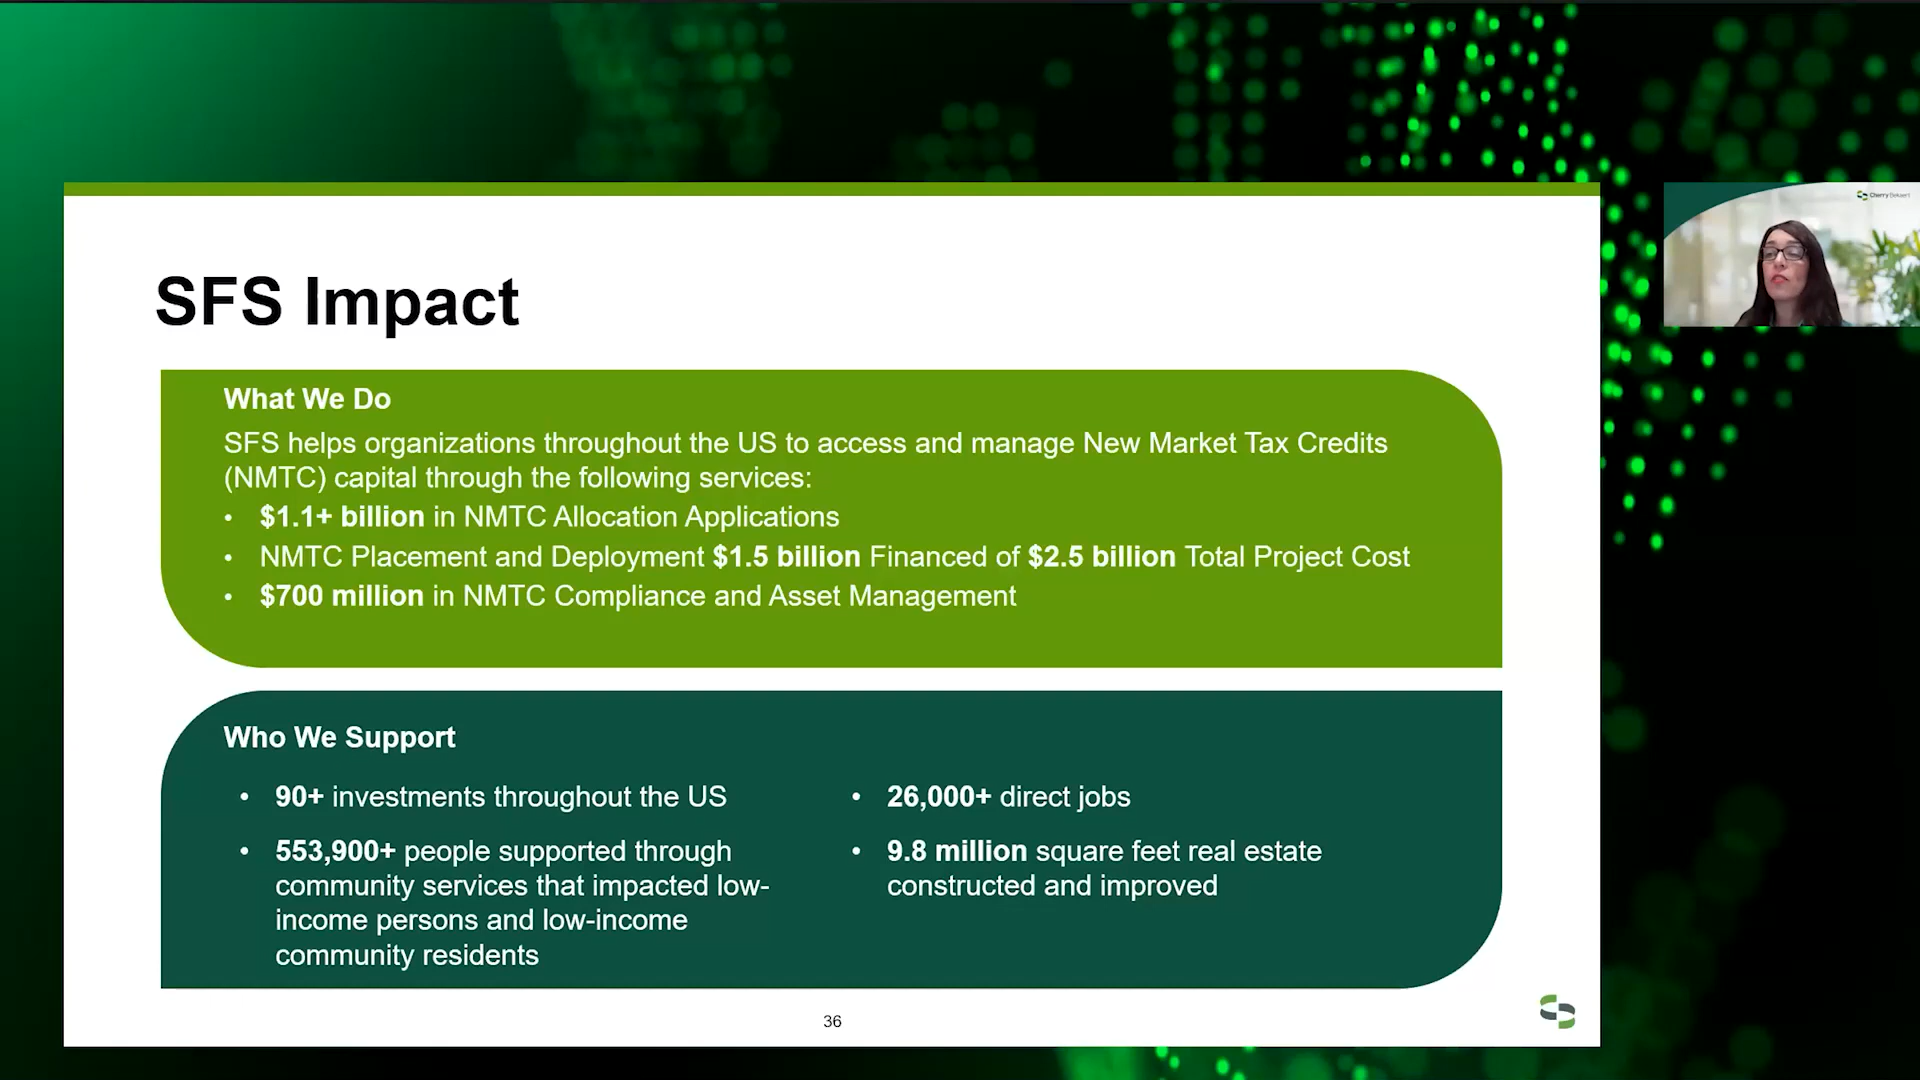 Cherry Bekaert
SFS Impact
What We Do
SFS helps organizations throughout the US to access and manage New Market Tax Credits
(NMTC) capital through the following services:
• $1.1+ billion in NMTC Allocation Applications
• NMTC Placement and Deployment $1.5 billion Financed of $2.5 billion Total Project Cost
• $700 million in NMTC Compliance and Asset Management
Who We Support
• 90+ investments throughout the US
• 553,900+ people supported through
community services that impacted low-
income persons and low-income
community residents
• 26,000+ direct jobs
• 9.8 million square feet real estate
constructed and improved
36